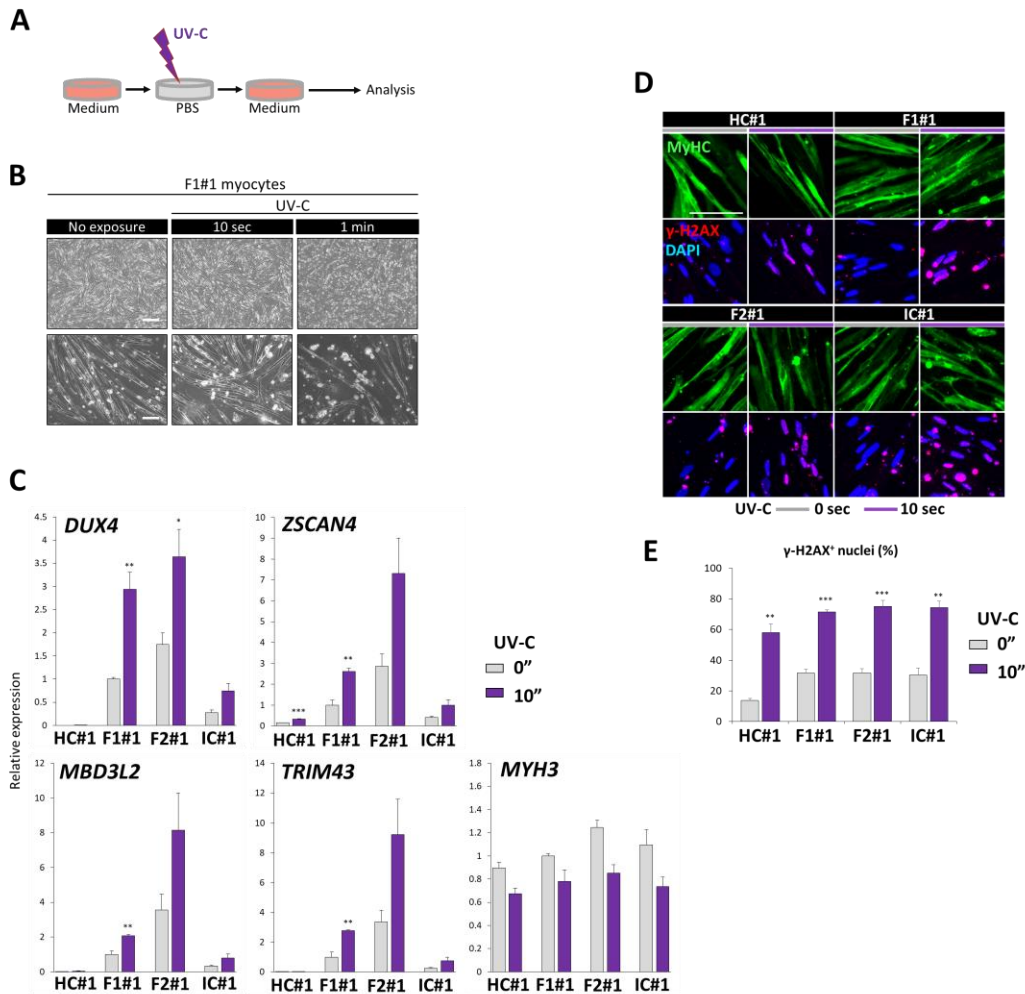 A
UV-C
Medium
PBS
Medium
Analysis
B
F1#1 myocytes
UV-C
No exposure
10 sec
1 min
C
Relative expression
DUX4
4.5
4
3.5
3
2.5
2
1.5
1
0.5
0
**
*
HC#1 F1#1 F2#1 IC#1
ZSCAN4
10
9
8
7
6
5
4
3
2
1
0
***
**
HC#1 F1#1 F2#1 IC#1
UV-C
0”
10”
MBD3L2
12
10
8
6
4
2
0
**
HC#1 F1#1 F2#1 IC#1
TRIM43
14
12
10
8
6
4
2
0
**
HC#1 F1#1 F2#1 IC#1
MYH3
1.8
1.6
1.4
1.2
1
0.8
0.6
0.4
0.2
0
HC#1 F1#1 F2#1 IC#1
D
HC#1
F1#1
MyHC
γ-H2AX
DAPI
F2#1
IC#1
UV-C 0 sec 10 sec
E
γ-H2AX⁺ nuclei (%)
100
80
60
40
20
0
**
***
***
**
HC#1 F1#1 F2#1 IC#1
UV-C
0”
10”